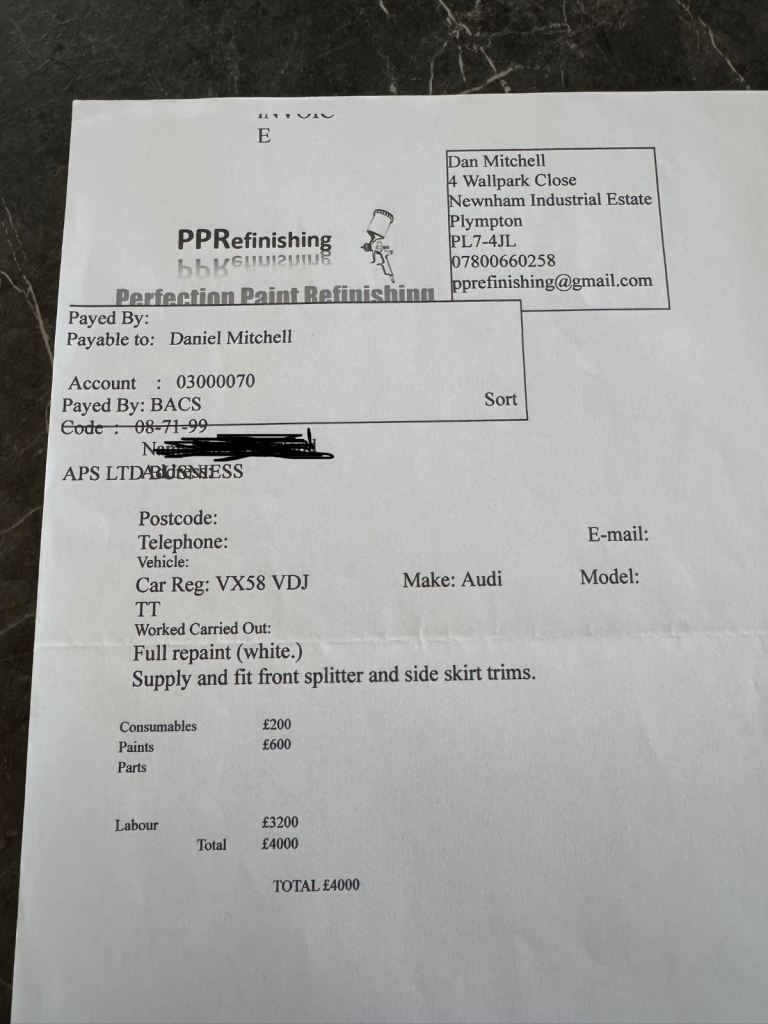 INVOIC
E
Dan Mitchell
4 Wallpark Close
Newnham Industrial Estate
Plympton
PL7-4JL
07800660258
pprefinishing@gmail.com
PPRefinishing
Perfection Paint Refinishing
Payed By:
Payable to: Daniel Mitchell
Account : 03000070
Payed By: BACS Sort
Code : 08-71-99
APS LTD BUSNIESS
Address:
Postcode:
Telephone: E-mail:
Vehicle:
Car Reg: VX58 VDJ Make: Audi Model:
TT
Worked Carried Out:
Full repaint (white.)
Supply and fit front splitter and side skirt trims.
Consumables £200
Paints £600
Parts
Labour £3200
Total £4000
TOTAL £4000